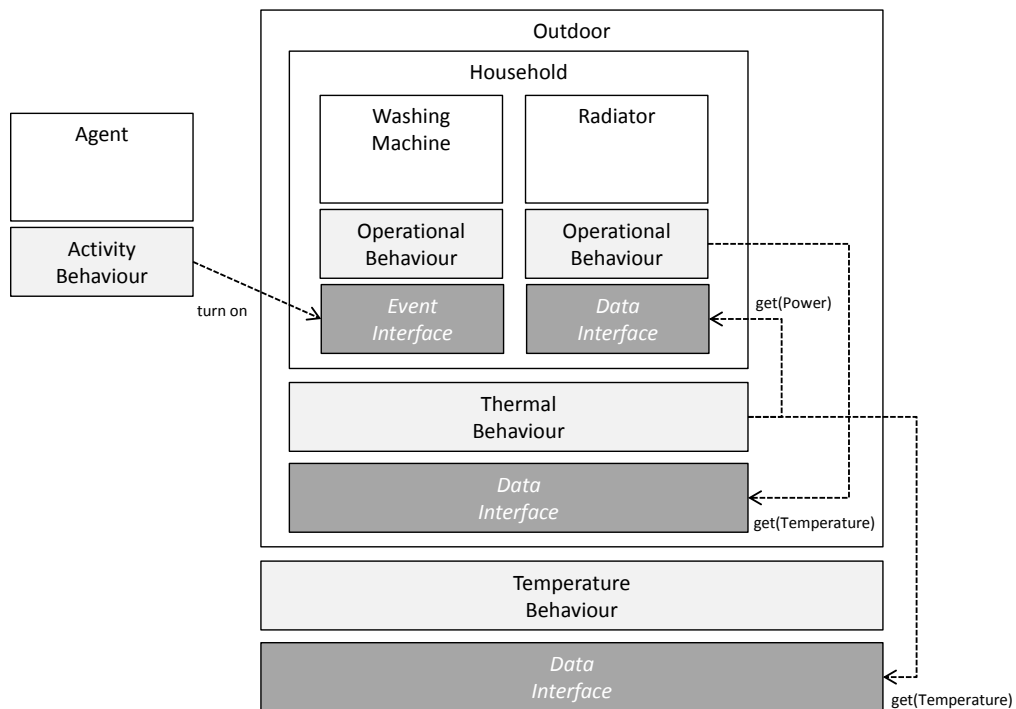 Outdoor
Household
Washing
Machine
Radiator
Agent
Operational
Behaviour
Operational
Behaviour
Activity
Behaviour
turn on
Event
Interface
Data
Interface
get(Power)
Thermal
Behaviour
Data
Interface
get(Temperature)
Temperature
Behaviour
Data
Interface
get(Temperature)